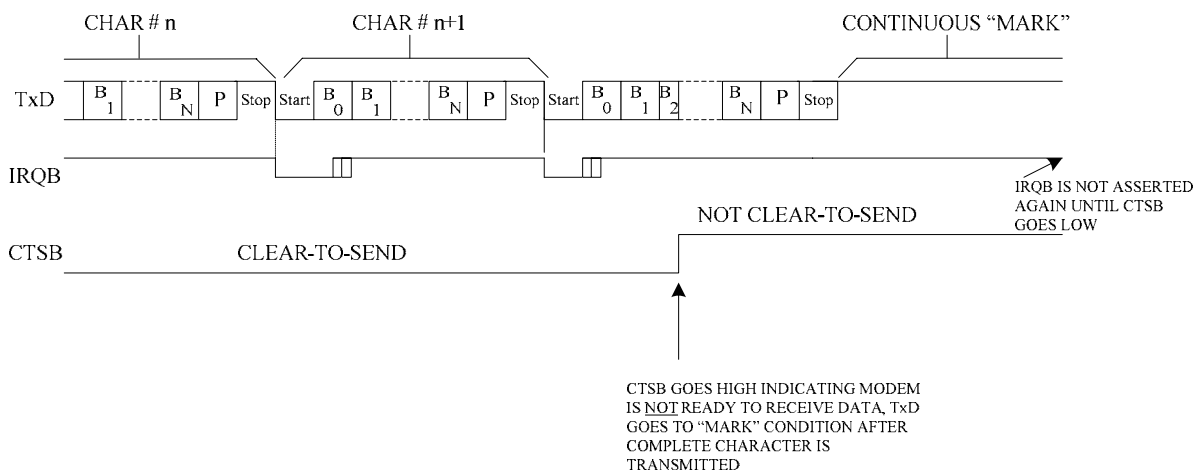 CHAR # n
CHAR # n+1
CONTINUOUS “MARK”
TxD
B1 BN P Stop Start B0 B1 BN P Stop Start B0 B1 B2 BN P Stop
IRQB
IRQB IS NOT ASSERTED
AGAIN UNTIL CTSB
GOES LOW
NOT CLEAR-TO-SEND
CTSB
CLEAR-TO-SEND
CTSB GOES HIGH INDICATING MODEM
IS NOT READY TO RECEIVE DATA, TxD
GOES TO “MARK” CONDITION AFTER
COMPLETE CHARACTER IS
TRANSMITTED